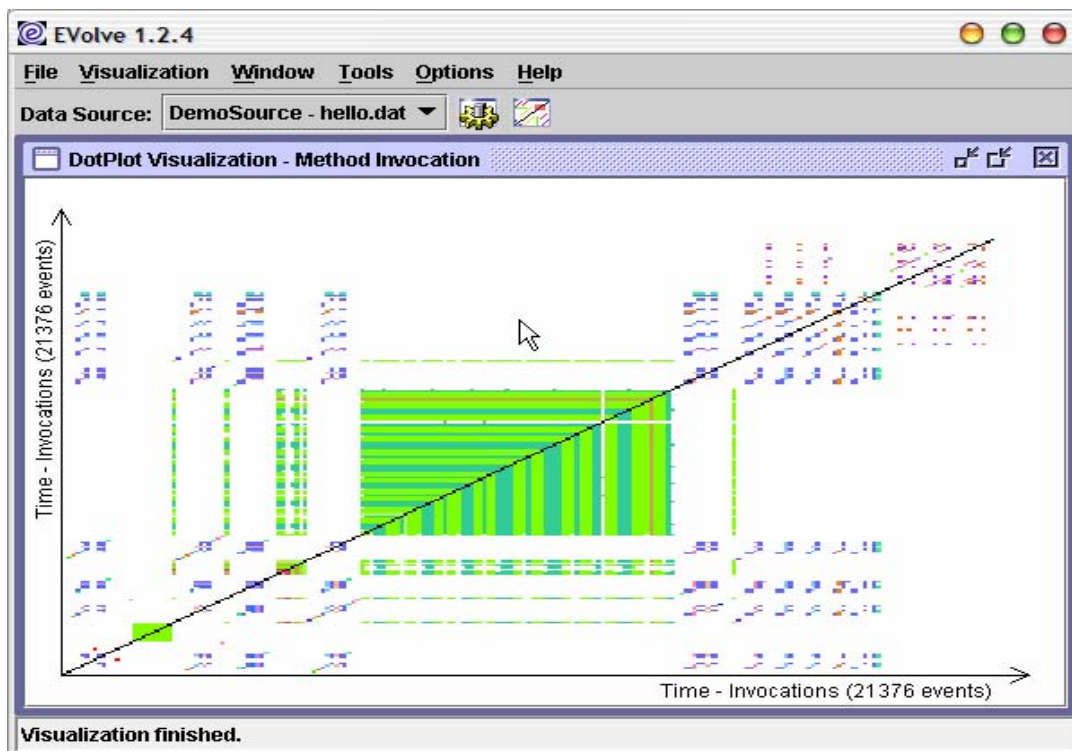 EVolve 1.2.4
File Visualization Window Tools Options Help
Data Source: DemoSource - hello.dat
DotPlot Visualization - Method Invocation
Time - Invocations (21376 events)
Time - Invocations (21376 events)
Visualization finished.